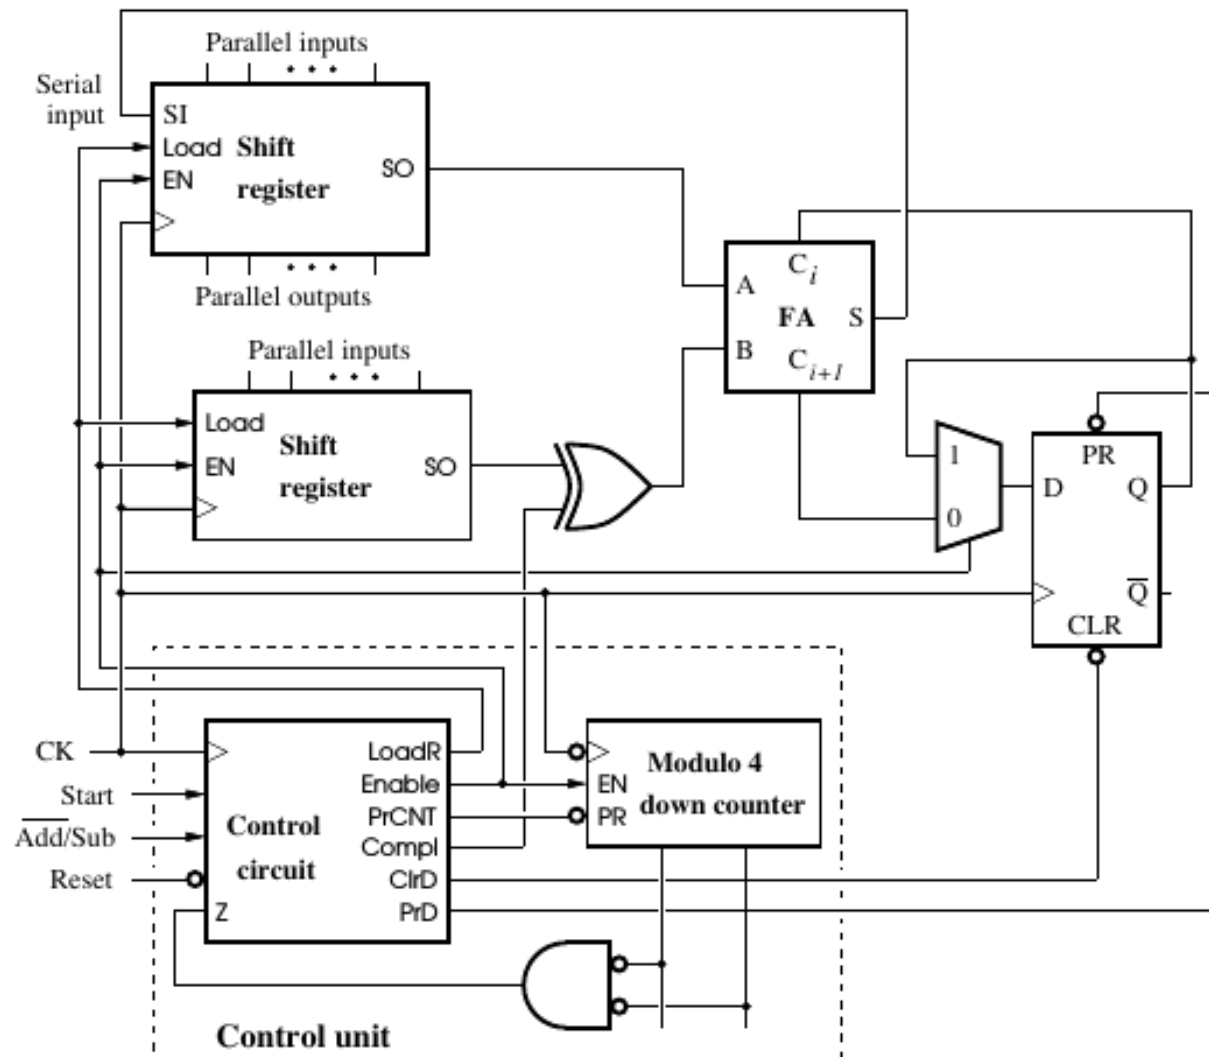 Parallel inputs
Serial
input
SI
Load
EN
Shift
register
SO
Parallel outputs
C_i
A
FA
S
B
C_{i+1}
Parallel inputs
Load
EN
Shift
register
SO
1
0
PR
D
Q
Q̅
CLR
CK
Start
A̅d̅d̅/Sub
Reset
Control
circuit
Z
LoadR
Enable
PrCNT
Compl
ClrD
PrD
Modulo 4
down counter
EN
PR
Control unit